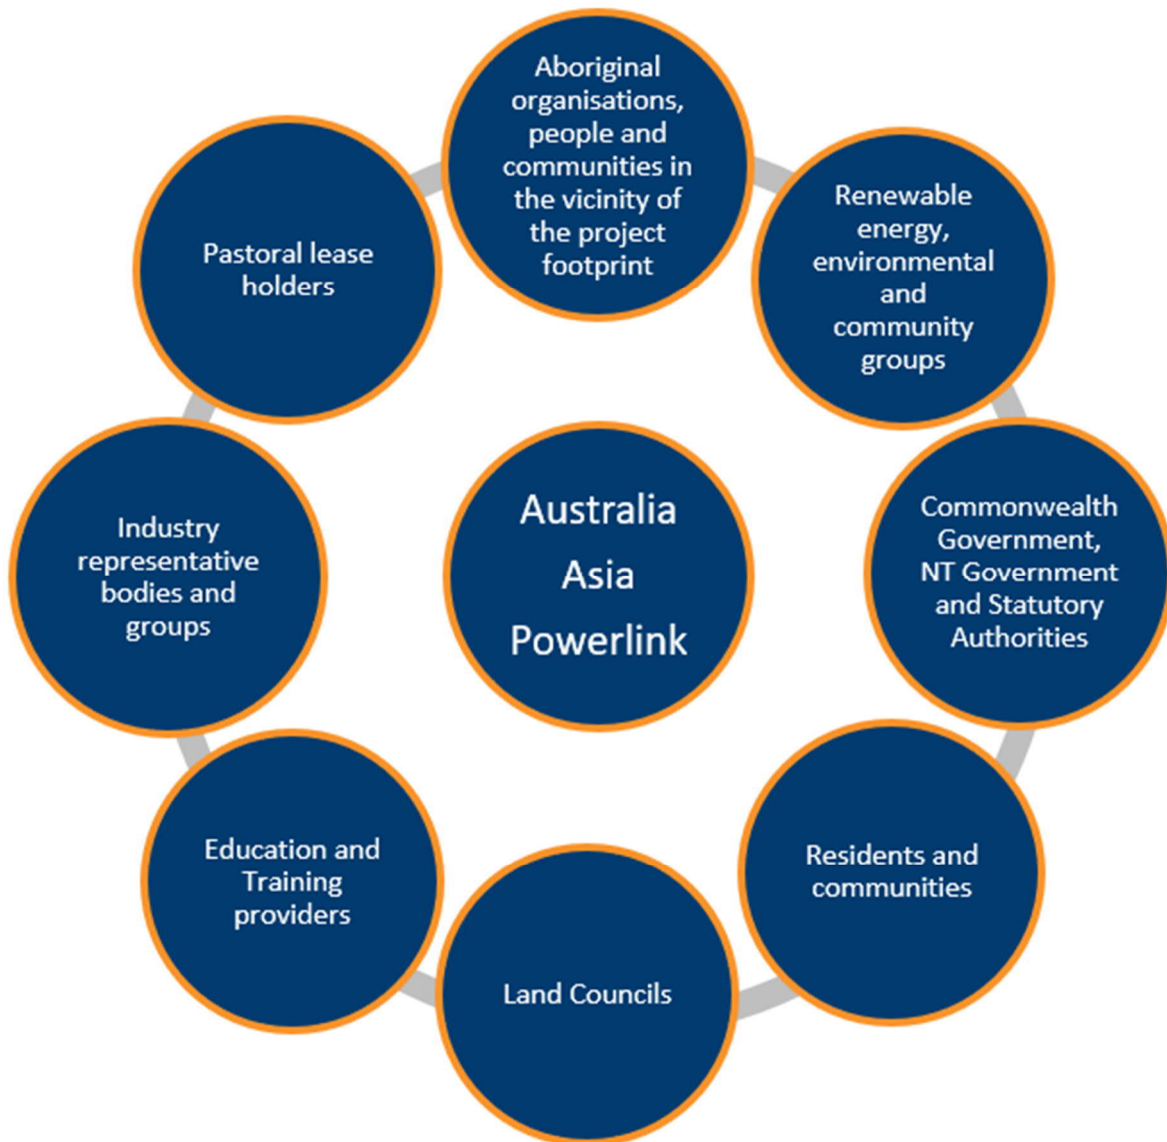 Aboriginal
organisations,
people and
communities in
the vicinity of
the project
footprint
Renewable
energy,
environmental
and
community
groups
Commonwealth
Government,
NT Government
and Statutory
Authorities
Residents and
communities
Land Councils
Education and
Training
providers
Industry
representative
bodies and
groups
Pastoral lease
holders
Australia
Asia
Powerlink